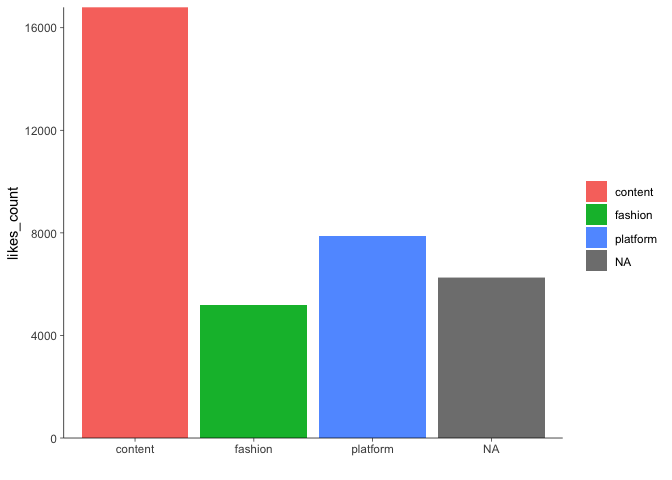 likes_count
16000
12000
8000
4000
0
content
fashion
platform
NA
content
fashion
platform
NA